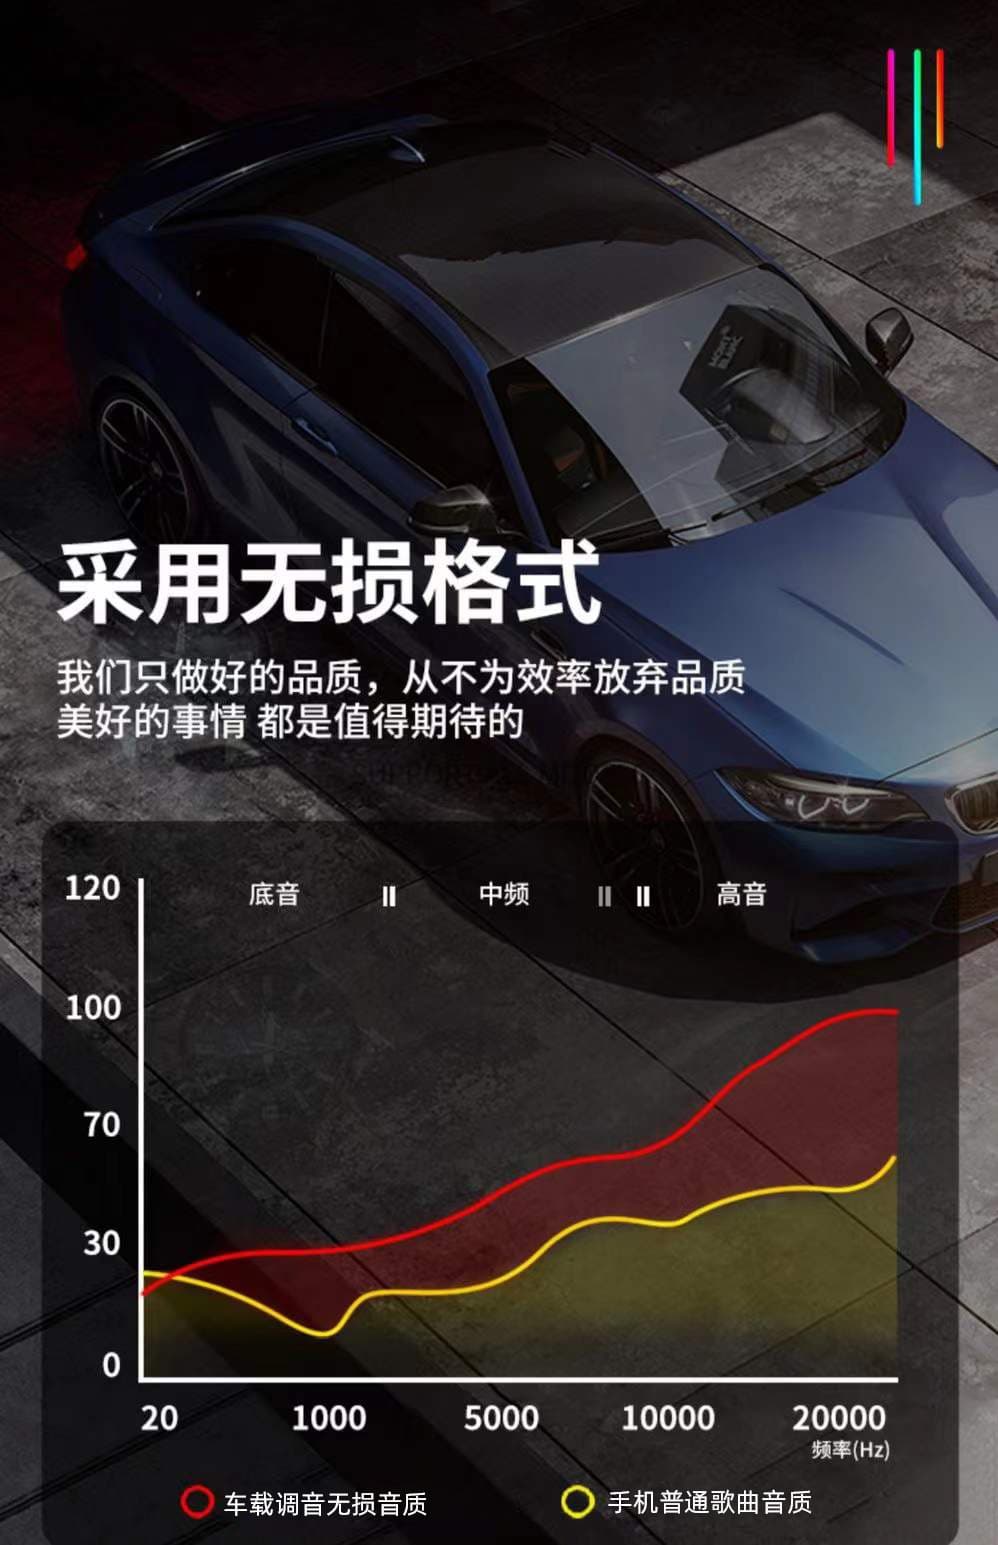 采用无损格式
我们只做好的品质，从不为效率放弃品质
美好的事情 都是值得期待的
120 底音 中频 高音
100
70
30
0
20 1000 5000 10000 20000
频率(Hz)
车载调音无损音质 手机普通歌曲音质